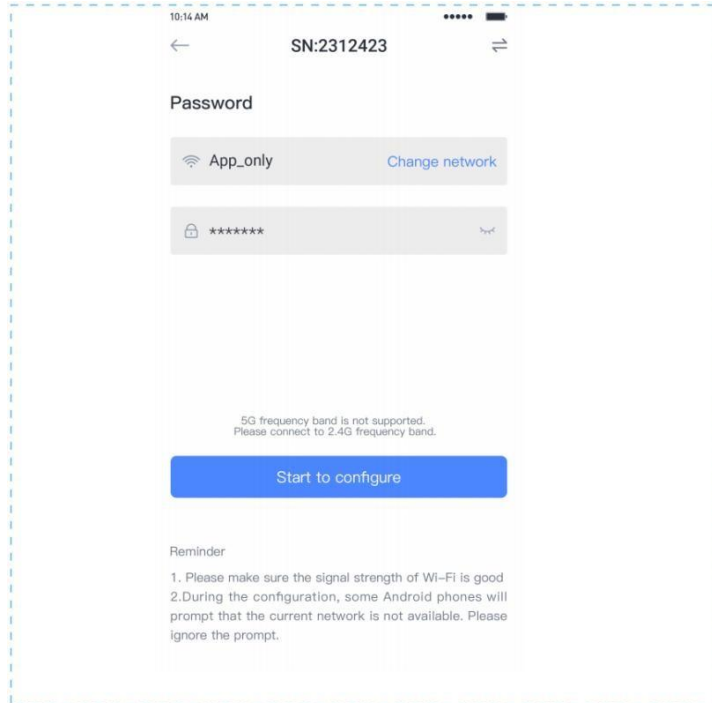 10:14 AM
SN:2312423
Password
App_only Change network
*******
5G frequency band is not supported.
Please connect to 2.4G frequency band.
Start to configure
Reminder
1. Please make sure the signal strength of Wi-Fi is good
2.During the configuration, some Android phones will
prompt that the current network is not available. Please
ignore the prompt.